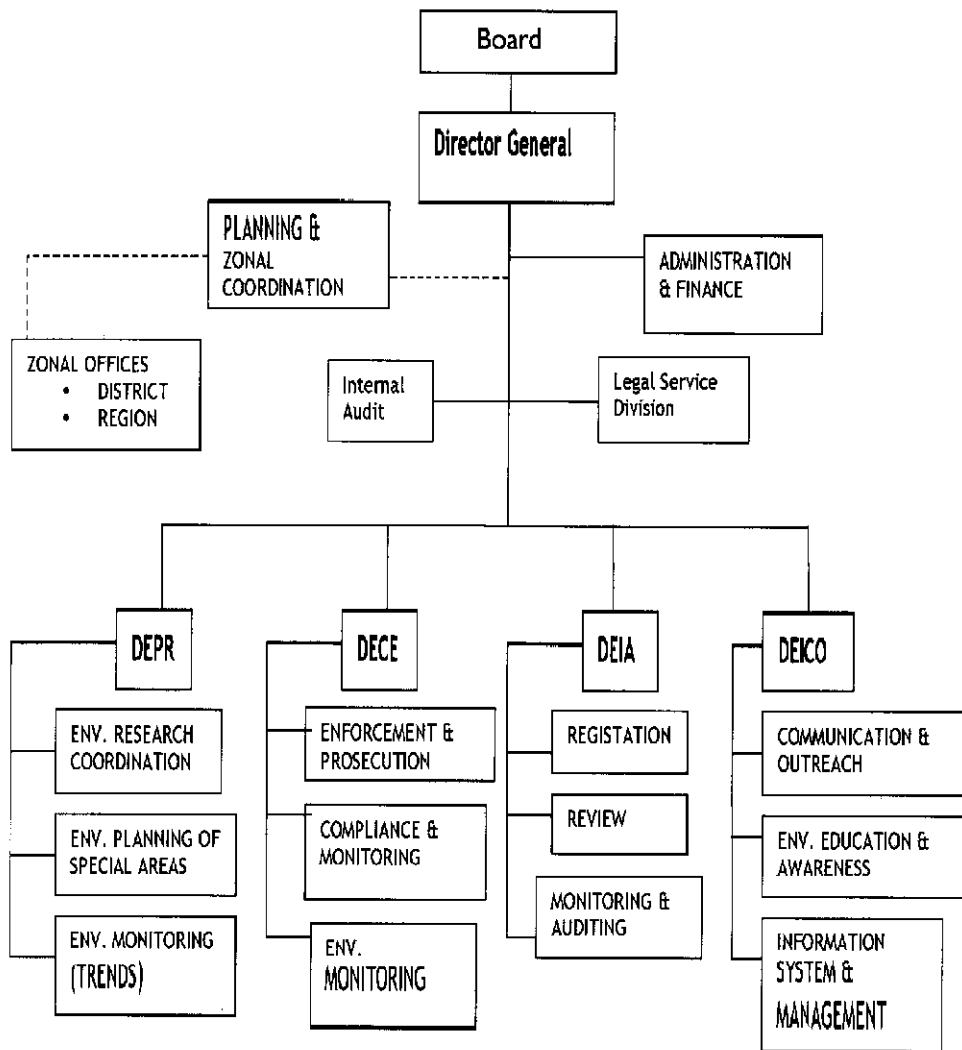 Board
Director General
PLANNING &
ZONAL
COORDINATION
ADMINISTRATION
& FINANCE
ZONAL OFFICES
• DISTRICT
• REGION
Internal
Audit
Legal Service
Division
DEPR
DECE
DEIA
DEICO
ENV. RESEARCH
COORDINATION
ENV. PLANNING OF
SPECIAL AREAS
ENV. MONITORING
(TRENDS)
ENFORCEMENT &
PROSECUTION
COMPLIANCE &
MONITORING
ENV.
MONITORING
REGISTATION
REVIEW
MONITORING &
AUDITING
COMMUNICATION &
OUTREACH
ENV. EDUCATION &
AWARENESS
INFORMATION
SYSTEM &
MANAGEMENT